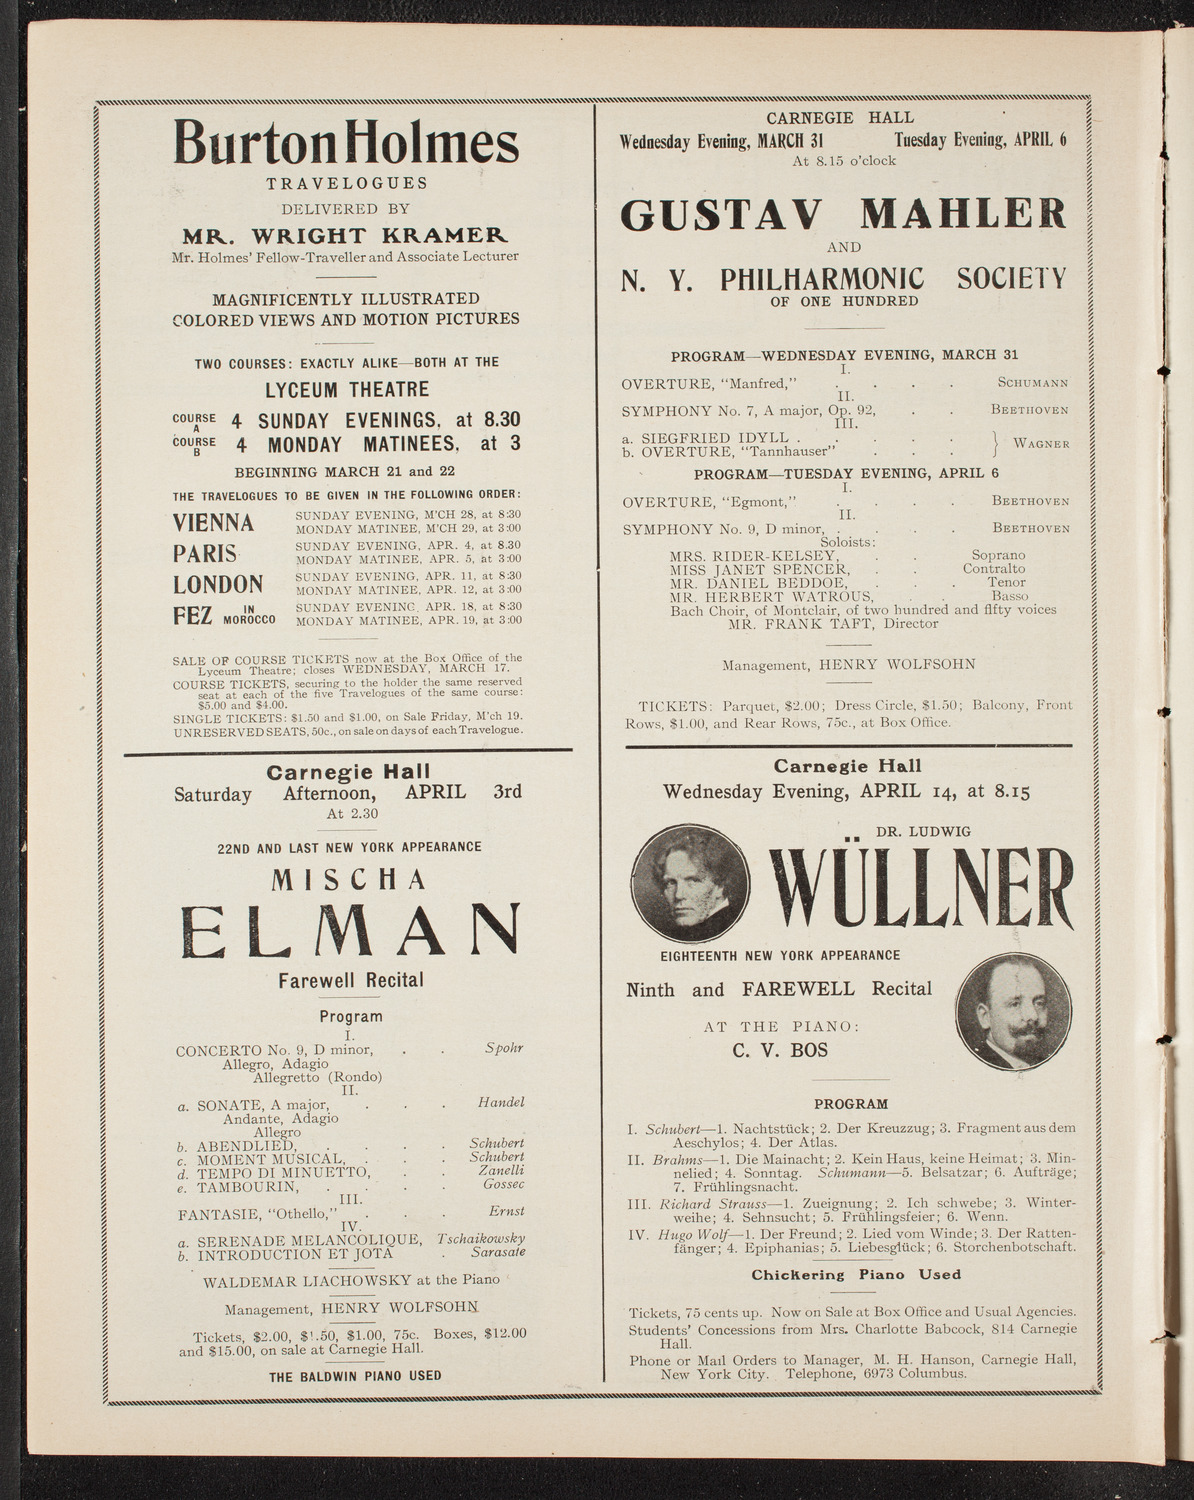 Burton Holmes
TRAVELOGUES
DELIVERED BY
MR. WRIGHT KRAMER
Mr. Holmes' Fellow-Traveller and Associate Lecturer
MAGNIFICENTLY ILLUSTRATED
COLORED VIEWS AND MOTION PICTURES
TWO COURSES: EXACTLY ALIKE—BOTH AT THE
LYCEUM THEATRE
COURSE A 4 SUNDAY EVENINGS, at 8.30
COURSE B 4 MONDAY MATINEES, at 3
BEGINNING MARCH 21 and 22
THE TRAVELOGUES TO BE GIVEN IN THE FOLLOWING ORDER:
VIENNA SUNDAY EVENING, M'CH 28, at 8:30
MONDAY MATINEE, M'CH 29, at 3:00
PARIS SUNDAY EVENING, APR. 4, at 8.30
MONDAY MATINEE, APR. 5, at 3:00
LONDON SUNDAY EVENING, APR. 11, at 8:30
MONDAY MATINEE, APR. 12, at 3:00
FEZ IN MOROCCO SUNDAY EVENING, APR. 18, at 8:30
MONDAY MATINEE, APR. 19, at 3:00
SALE OF COURSE TICKETS now at the Box Office of the
Lyceum Theatre; closes WEDNESDAY, MARCH 17.
COURSE TICKETS, securing to the holder the same reserved
seat at each of the five Travelogues of the same course:
$5.00 and $4.00.
SINGLE TICKETS: $1.50 and $1.00, on Sale Friday, M'ch 19.
UNRESERVED SEATS, 50c., on sale on days of each Travelogue.
Carnegie Hall
Saturday Afternoon, APRIL 3rd
At 2.30
22ND AND LAST NEW YORK APPEARANCE
MISCHA
ELMAN
Farewell Recital
Program
I.
CONCERTO No. 9, D minor, . . Spohr
Allegro, Adagio
Allegretto (Rondo)
II.
a. SONATE, A major, . . . Handel
Andante, Adagio
Allegro
b. ABENDLIED, . . . . Schubert
c. MOMENT MUSICAL, . . . Schubert
d. TEMPO DI MINUETTO, . . Zanelli
e. TAMBOURIN, . . . . Gossec
III.
FANTASIE, "Othello," . . . Ernst
IV.
a. SERENADE MELANCOLIQUE, Tschaikowsky
b. INTRODUCTION ET JOTA . Sarasate
WALDEMAR LIACHOWSKY at the Piano
Management, HENRY WOLFSOHN
Tickets, $2.00, $1.50, $1.00, 75c. Boxes, $12.00
and $15.00, on sale at Carnegie Hall.
THE BALDWIN PIANO USED
CARNEGIE HALL
Wednesday Evening, MARCH 31 Tuesday Evening, APRIL 6
At 8.15 o'clock
GUSTAV MAHLER
AND
N. Y. PHILHARMONIC SOCIETY
OF ONE HUNDRED
PROGRAM—WEDNESDAY EVENING, MARCH 31
I.
OVERTURE, "Manfred," . . . . SCHUMANN
II.
SYMPHONY No. 7, A major, Op. 92, . . BEETHOVEN
III.
a. SIEGFRIED IDYLL . . . . .
b. OVERTURE, "Tannhauser" . . . } WAGNER
PROGRAM—TUESDAY EVENING, APRIL 6
I.
OVERTURE, "Egmont," . . . . BEETHOVEN
II.
SYMPHONY No. 9, D minor, . . . . BEETHOVEN
Soloists:
MRS. RIDER-KELSEY, . . Soprano
MISS JANET SPENCER, . . Contralto
MR. DANIEL BEDDOE, . . . Tenor
MR. HERBERT WATROUS, . . Basso
Bach Choir, of Montclair, of two hundred and fifty voices
MR. FRANK TAFT, Director
Management, HENRY WOLFSOHN
TICKETS: Parquet, $2.00; Dress Circle, $1.50; Balcony, Front
Rows, $1.00, and Rear Rows, 75c., at Box Office.
Carnegie Hall
Wednesday Evening, APRIL 14, at 8.15
DR. LUDWIG
WÜLLNER
EIGHTEENTH NEW YORK APPEARANCE
Ninth and FAREWELL Recital
AT THE PIANO:
C. V. BOS
PROGRAM
I. Schubert—1. Nachtstück; 2. Der Kreuzzug; 3. Fragment aus dem
Aeschylos; 4. Der Atlas.
II. Brahms—1. Die Mainacht; 2. Kein Haus, keine Heimat; 3. Min-
nelied; 4. Sonntag. Schumann—5. Belsatzar; 6. Aufträge;
7. Frühlingsnacht.
III. Richard Strauss—1. Zueignung; 2. Ich schwebe; 3. Winter-
weihe; 4. Sehnsucht; 5. Frühlingsfeier; 6. Wenn.
IV. Hugo Wolf—1. Der Freund; 2. Lied vom Winde; 3. Der Ratten-
fänger; 4. Epiphanias; 5. Liebesglück; 6. Storchenbotschaft.
Chickering Piano Used
Tickets, 75 cents up. Now on Sale at Box Office and Usual Agencies.
Students' Concessions from Mrs. Charlotte Babcock, 814 Carnegie
Hall.
Phone or Mail Orders to Manager, M. H. Hanson, Carnegie Hall,
New York City. Telephone, 6973 Columbus.